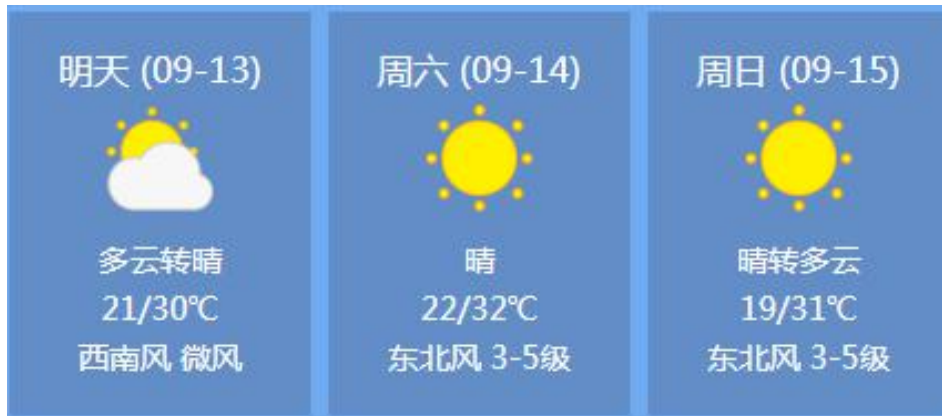 明天 (09-13)
多云转晴
21/30℃
西南风 微风
周六 (09-14)
晴
22/32℃
东北风 3-5级
周日 (09-15)
晴转多云
19/31℃
东北风 3-5级